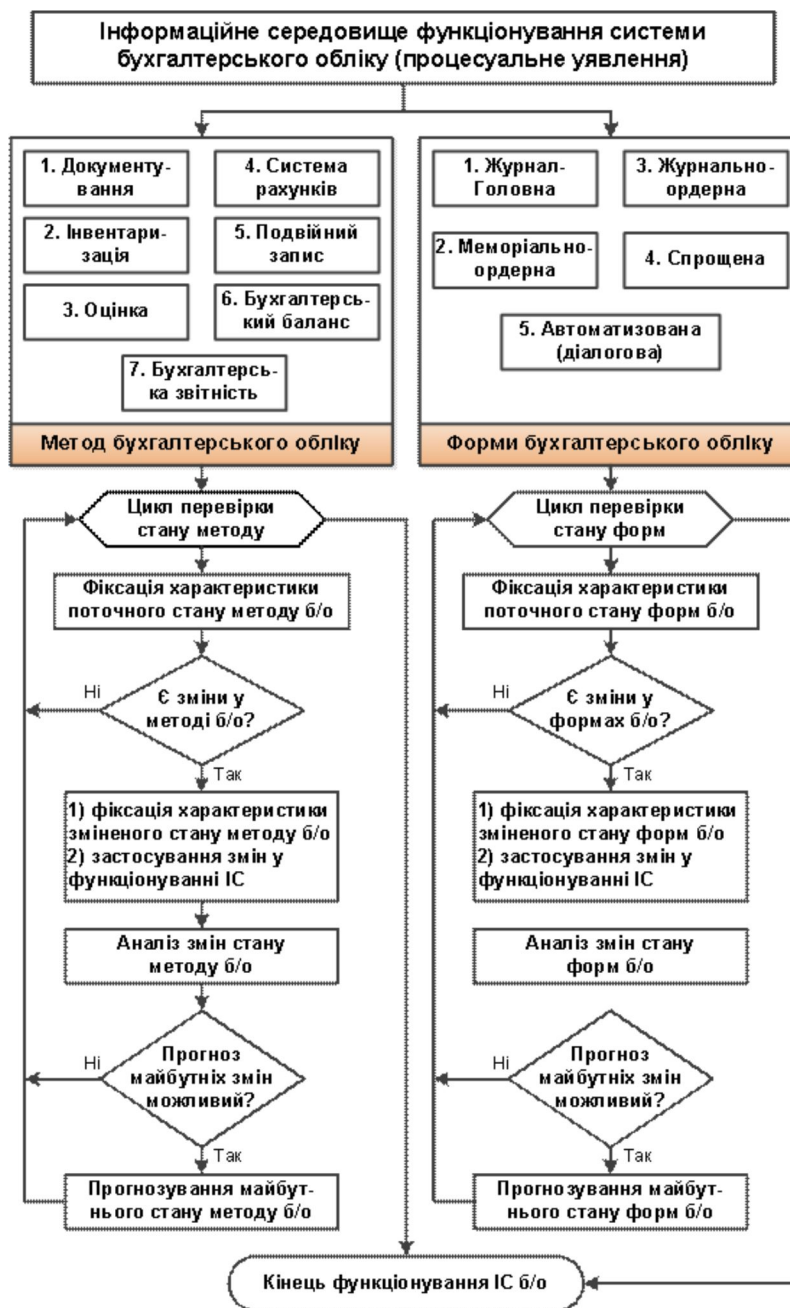 Інформаційне середовище функціонування системи
бухгалтерського обліку (процесуальне уявлення)
1. Документу-
вання
2. Інвентари-
зація
3. Оцінка
4. Система
рахунків
5. Подвійний
запис
6. Бухгалтерсь-
кий баланс
7. Бухгалтерсь-
ка звітність
Метод бухгалтерського обліку
1. Журнал-
Головна
2. Меморіально-
ордерна
3. Журнально-
ордерна
4. Спрощена
5. Автоматизована
(діалогова)
Форми бухгалтерського обліку
Цикл перевірки
стану методу
Фіксація характеристики
поточного стану методу б/о
Ні
Є зміни у
методі б/о?
Так
1) фіксація характеристики
зміненого стану методу б/о
2) застосування змін у
функціонуванні ІС
Аналіз змін стану
методу б/о
Ні
Прогноз
майбутніх змін
можливий?
Так
Прогнозування майбут-
нього стану методу б/о
Цикл перевірки
стану форм
Фіксація характеристики
поточного стану форм б/о
Ні
Є зміни у
формах б/о?
Так
1) фіксація характеристики
зміненого стану форм б/о
2) застосування змін у
функціонуванні ІС
Аналіз змін стану
форм б/о
Ні
Прогноз
майбутніх змін
можливий?
Так
Прогнозування майбут-
нього стану форм б/о
Кінець функціонування ІС б/о